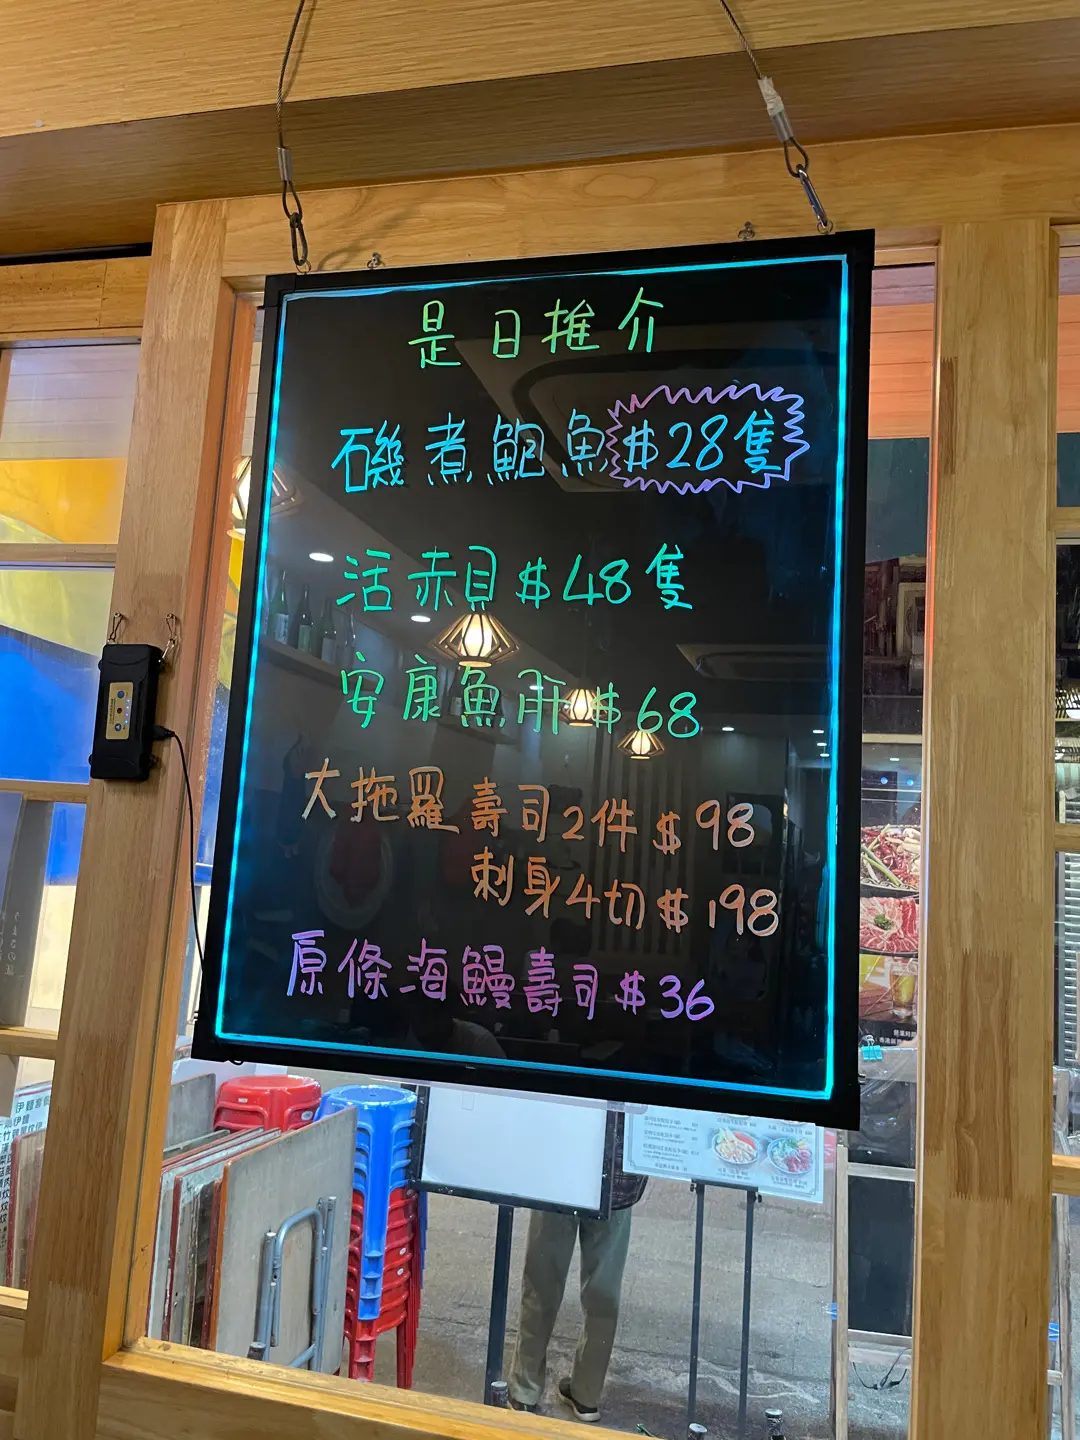 是日推介
磯煮鮑魚$28隻
活赤貝$48隻
安康魚肝$68
大拖羅壽司2件$98
刺身4切$198
原條海鰻壽司$36